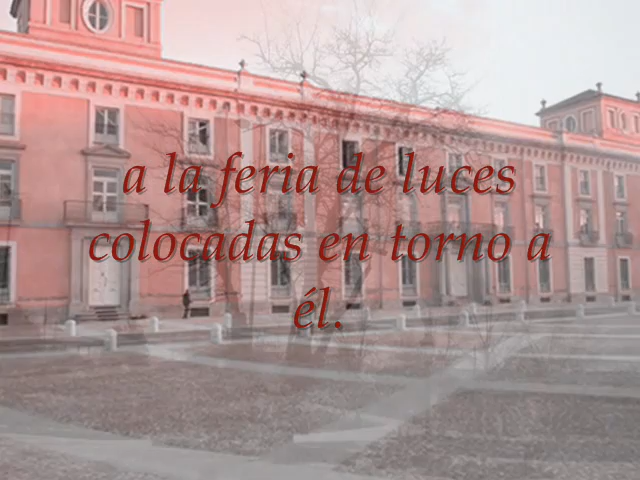 a la feria de luces
colocadas en torno a
él.